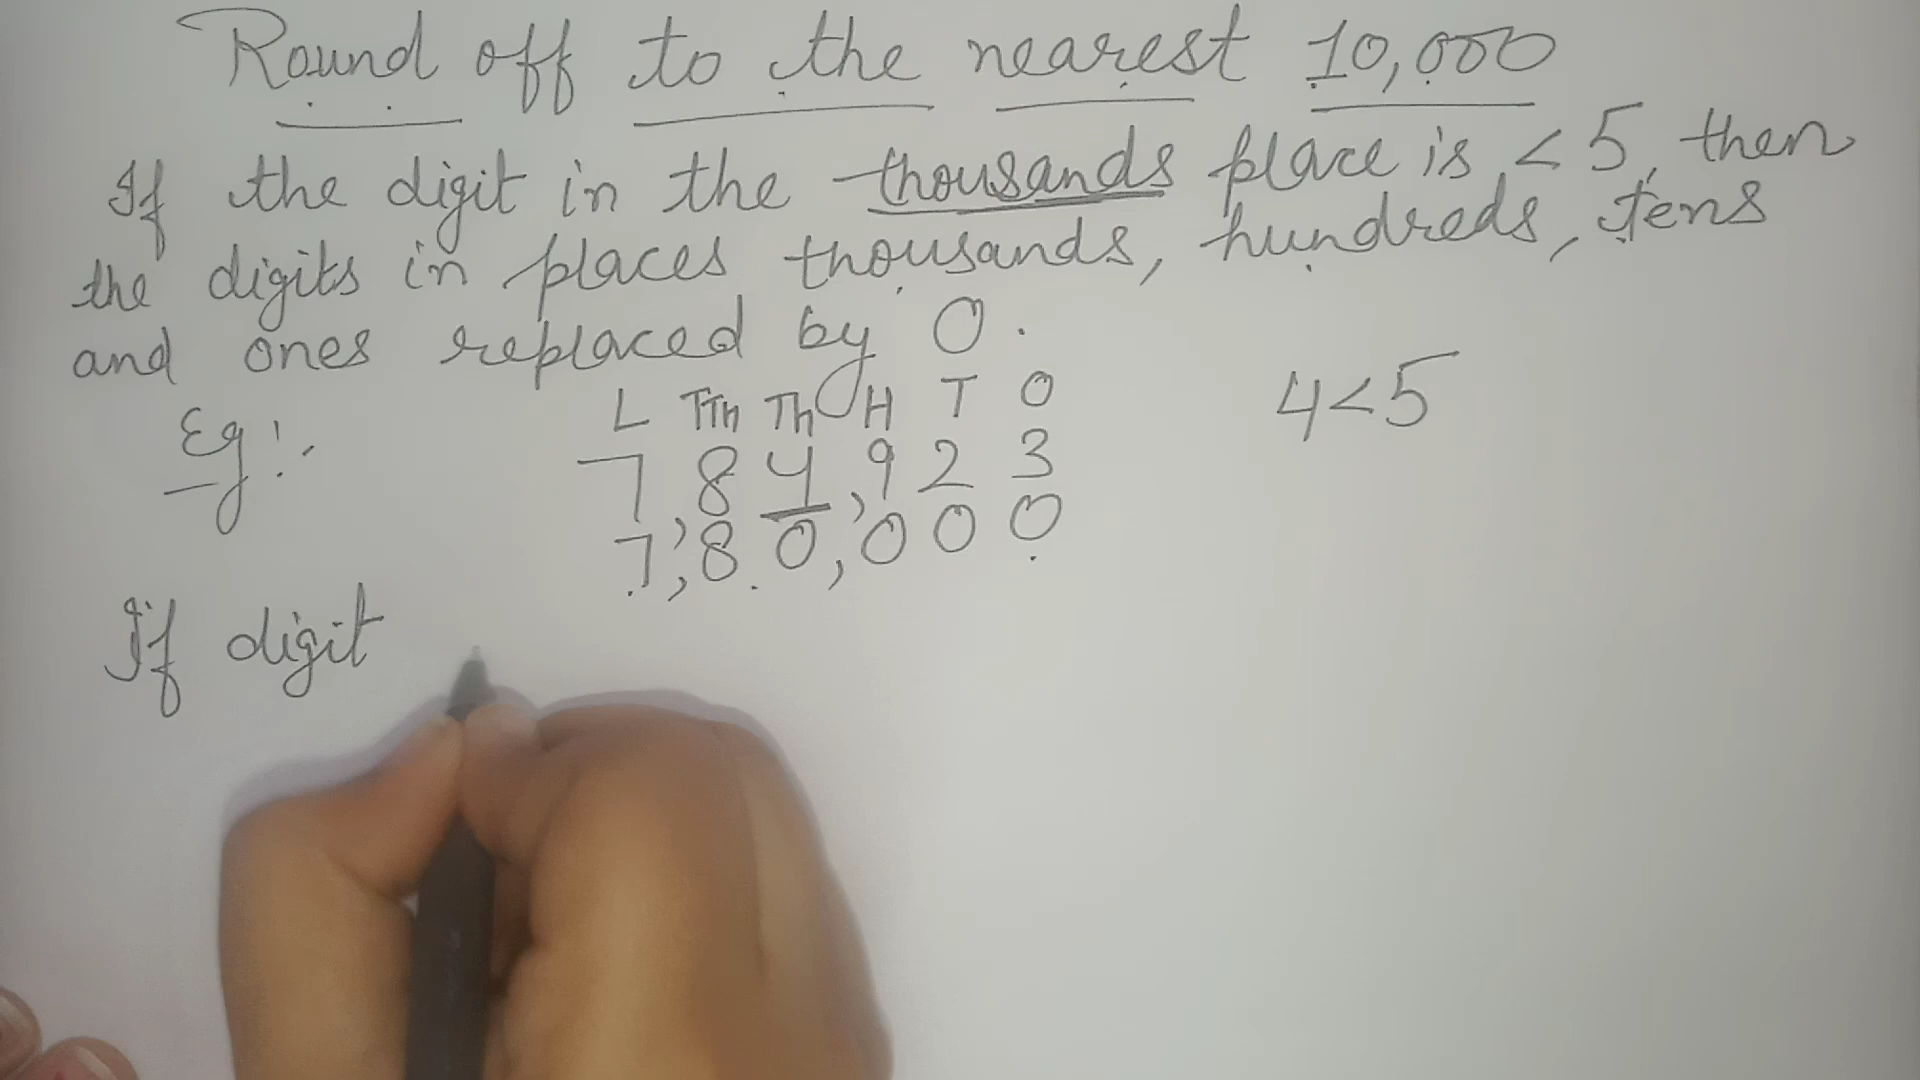 Round off to the nearest 10,000
If the digit in the thousands place is < 5, then
the digits in places thousands, hundreds, tens
and ones replaced by 0.
L TTh Th H T O
Eg:- 7,84,923 4<5
7,80,000
If digit